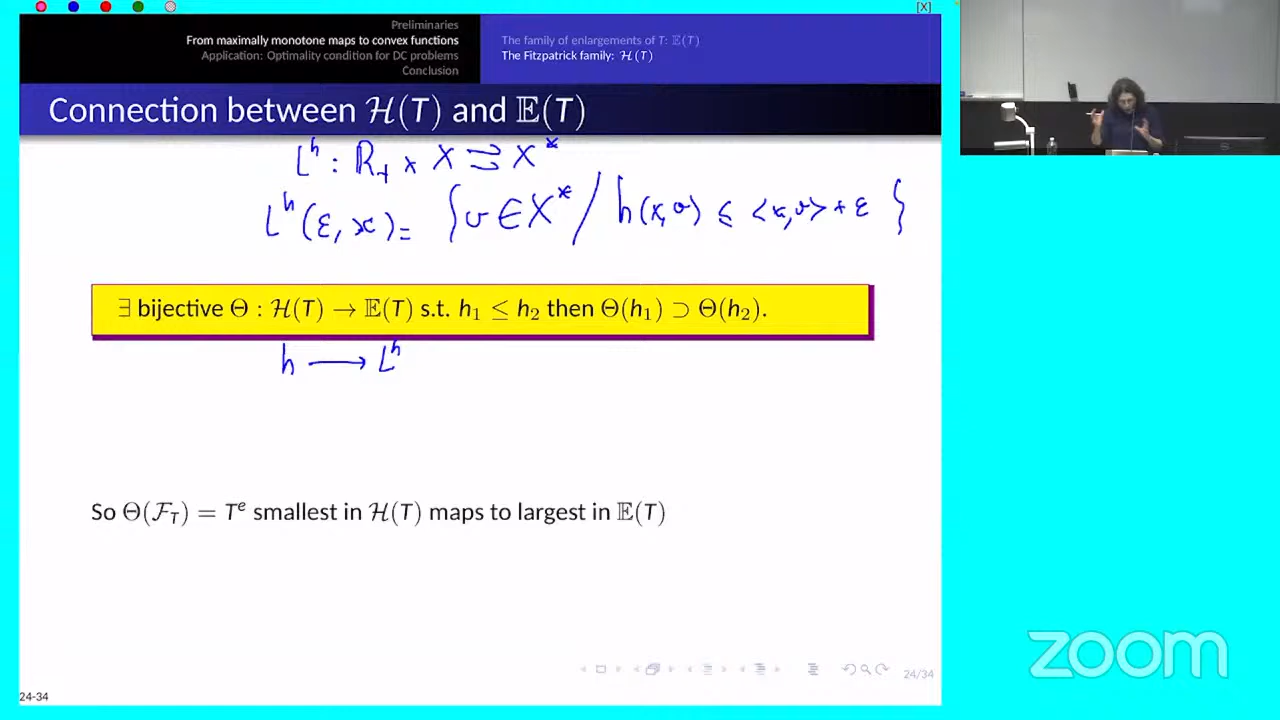 [X]
Preliminaries
From maximally monotone maps to convex functions
Application: Optimality condition for DC problems
Conclusion
The family of enlargements of T: 𝔼(T)
The Fitzpatrick family: ℋ(T)
Connection between ℋ(T) and 𝔼(T)
L^h : ℝ₊ × X ⇉ X*
L^h(ε, x) = {v ∈ X* / h(x,v) ≤ <x,v> + ε}
∃ bijective Θ : ℋ(T) → 𝔼(T) s.t. h₁ ≤ h₂ then Θ(h₁) ⊃ Θ(h₂).
h → L^h
So Θ(ℱ_T) = T^e smallest in ℋ(T) maps to largest in 𝔼(T)
24/34
24-34
zoom